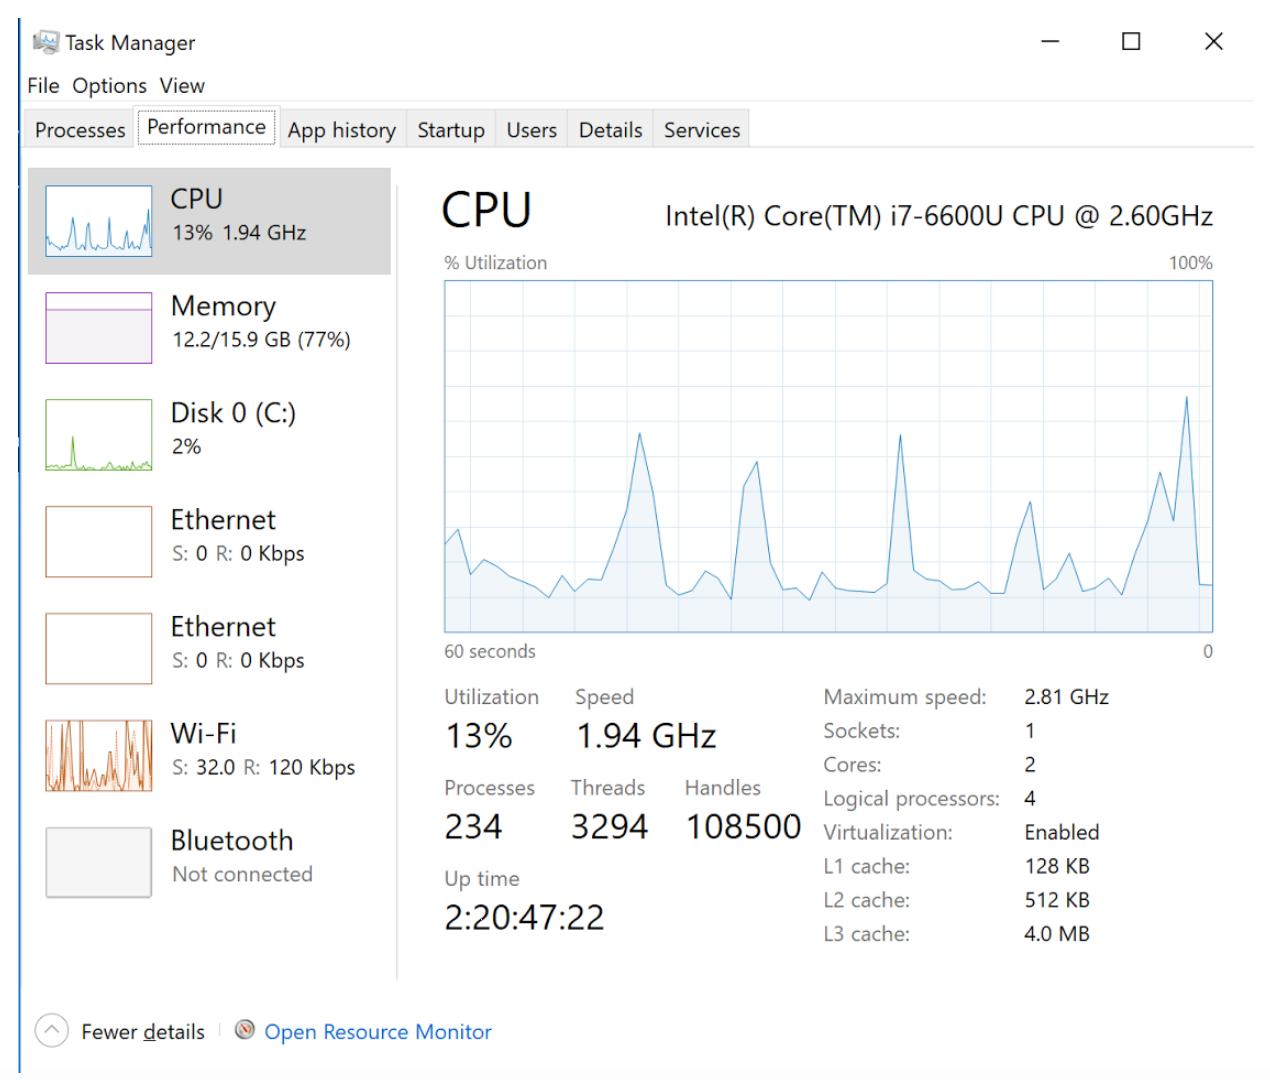 Task Manager
File Options View
Processes Performance App history Startup Users Details Services
CPU
13% 1.94 GHz
Memory
12.2/15.9 GB (77%)
Disk 0 (C:)
2%
Ethernet
S: 0 R: 0 Kbps
Ethernet
S: 0 R: 0 Kbps
Wi-Fi
S: 32.0 R: 120 Kbps
Bluetooth
Not connected
CPU Intel(R) Core(TM) i7-6600U CPU @ 2.60GHz
% Utilization 100%
60 seconds 0
Utilization Speed
13% 1.94 GHz
Processes Threads Handles
234 3294 108500
Up time
2:20:47:22
Maximum speed: 2.81 GHz
Sockets: 1
Cores: 2
Logical processors: 4
Virtualization: Enabled
L1 cache: 128 KB
L2 cache: 512 KB
L3 cache: 4.0 MB
Fewer details Open Resource Monitor